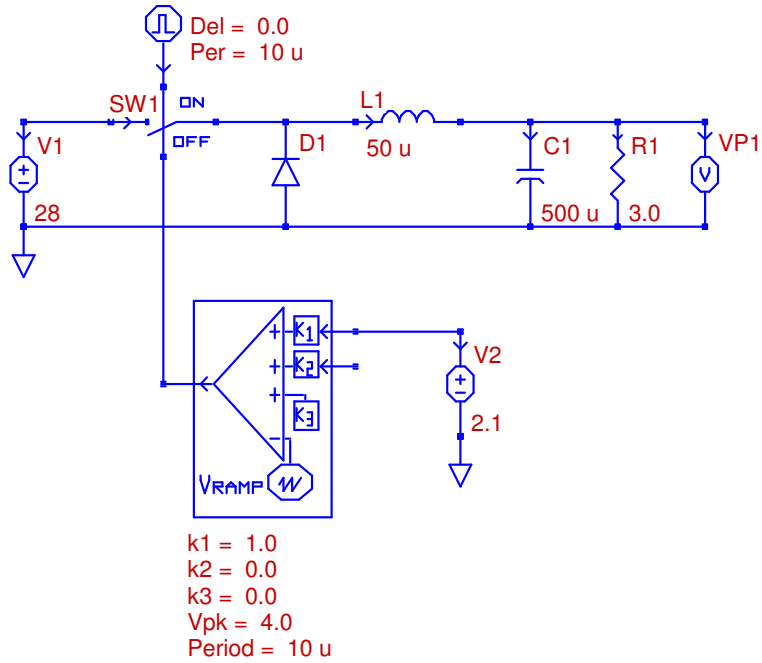 Del = 0.0
Per = 10 u
SW1
ON
OFF
V1
28
D1
L1
50 u
C1
500 u
R1
3.0
VP1
V
K1
K2
K3
VRAMP
V2
2.1
k1 = 1.0
k2 = 0.0
k3 = 0.0
Vpk = 4.0
Period = 10 u